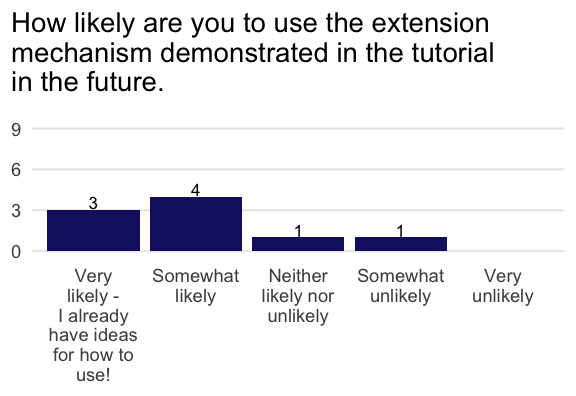 How likely are you to use the extension
mechanism demonstrated in the tutorial
in the future.
9
6
3
0
3
4
1
1
Very
likely -
I already
have ideas
for how to
use!
Somewhat
likely
Neither
likely nor
unlikely
Somewhat
unlikely
Very
unlikely